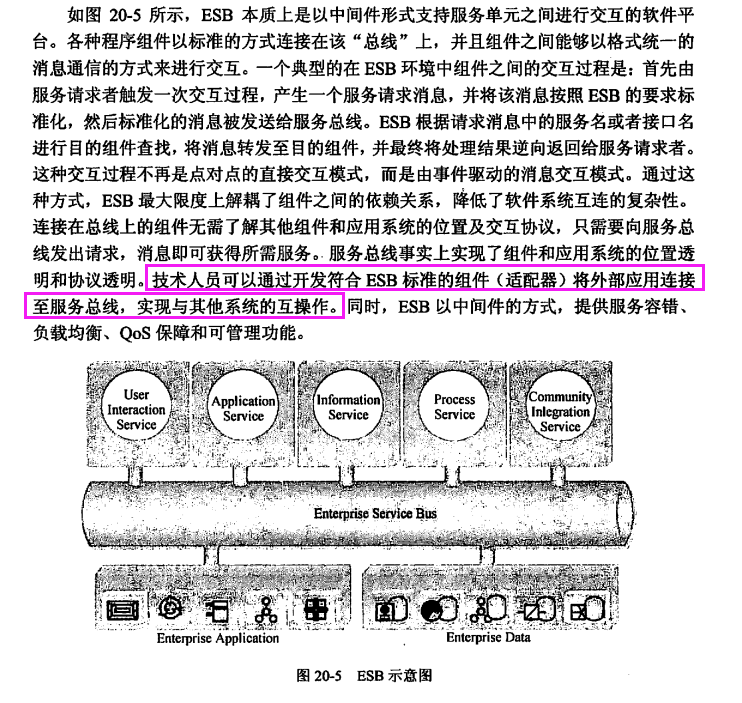 如图 20-5 所示，ESB 本质上是以中间件形式支持服务单元之间进行交互的软件平
台。各种程序组件以标准的方式连接在该“总线”上，并且组件之间能够以格式统一的
消息通信的方式来进行交互。一个典型的在 ESB 环境中组件之间的交互过程是：首先由
服务请求者触发一次交互过程，产生一个服务请求消息，并将该消息按照 ESB 的要求标
准化，然后标准化的消息被发送给服务总线。ESB 根据请求消息中的服务名或者接口名
进行目的组件查找，将消息转发至目的组件，并最终将处理结果逆向返回给服务请求者。
这种交互过程不再是点对点的直接交互模式，而是由事件驱动的消息交互模式。通过这
种方式，ESB 最大限度上解耦了组件之间的依赖关系，降低了软件系统互连的复杂性。
连接在总线上的组件无需了解其他组件和应用系统的位置及交互协议，只需要向服务总
线发出请求，消息即可获得所需服务。服务总线事实上实现了组件和应用系统的位置透
明和协议透明。技术人员可以通过开发符合 ESB 标准的组件（适配器）将外部应用连接
至服务总线，实现与其他系统的互操作。同时，ESB 以中间件的方式，提供服务容错、
负载均衡、QoS 保障和可管理功能。
User
Interaction
Service
Application
Service
Information
Service
Process
Service
Community
Integration
Service
Enterprise Service Bus
Enterprise Application
Enterprise Data
图 20-5 ESB 示意图